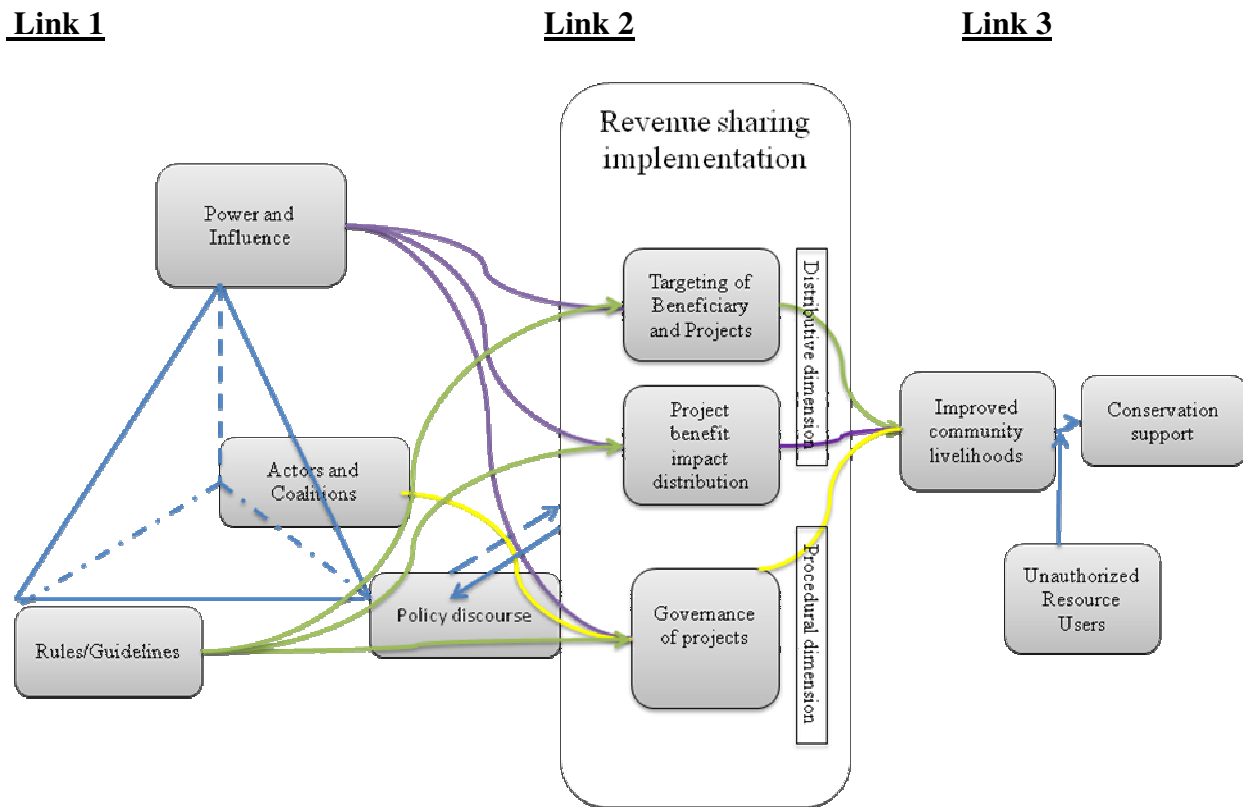 Link 1
Link 2
Link 3
Revenue sharing
implementation
Power and
Influence
Targeting of
Beneficiary
and Projects
Distributive dimension
Project
benefit
impact
distribution
Improved
community
livelihoods
Conservation
support
Actors and
Coalitions
Policy discourse
Governance
of projects
Procedural dimension
Unauthorized
Resource
Users
Rules/Guidelines